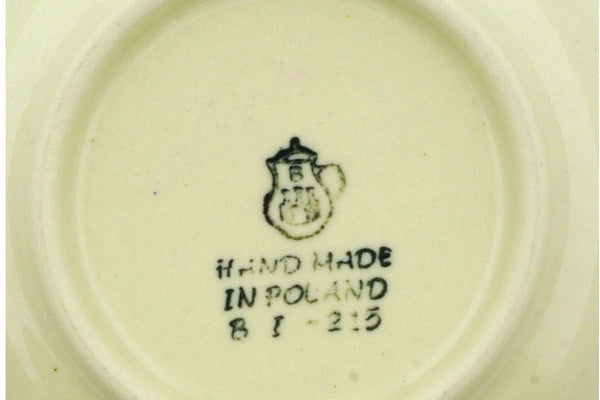 B
HAND MADE
IN POLAND
B I - 215